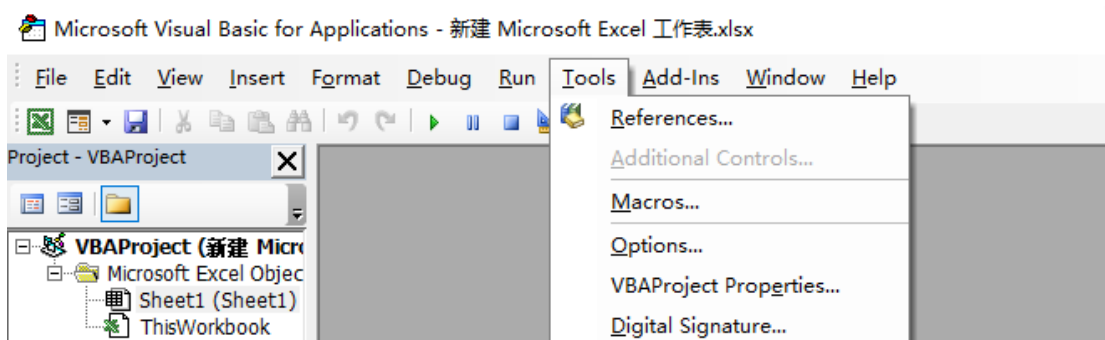 Microsoft Visual Basic for Applications - 新建 Microsoft Excel 工作表.xlsx
File Edit View Insert Format Debug Run Tools Add-Ins Window Help
References...
Additional Controls...
Macros...
Options...
VBAProject Properties...
Digital Signature...
Project - VBAProject
VBAProject (新建 Micro
Microsoft Excel Objec
Sheet1 (Sheet1)
ThisWorkbook